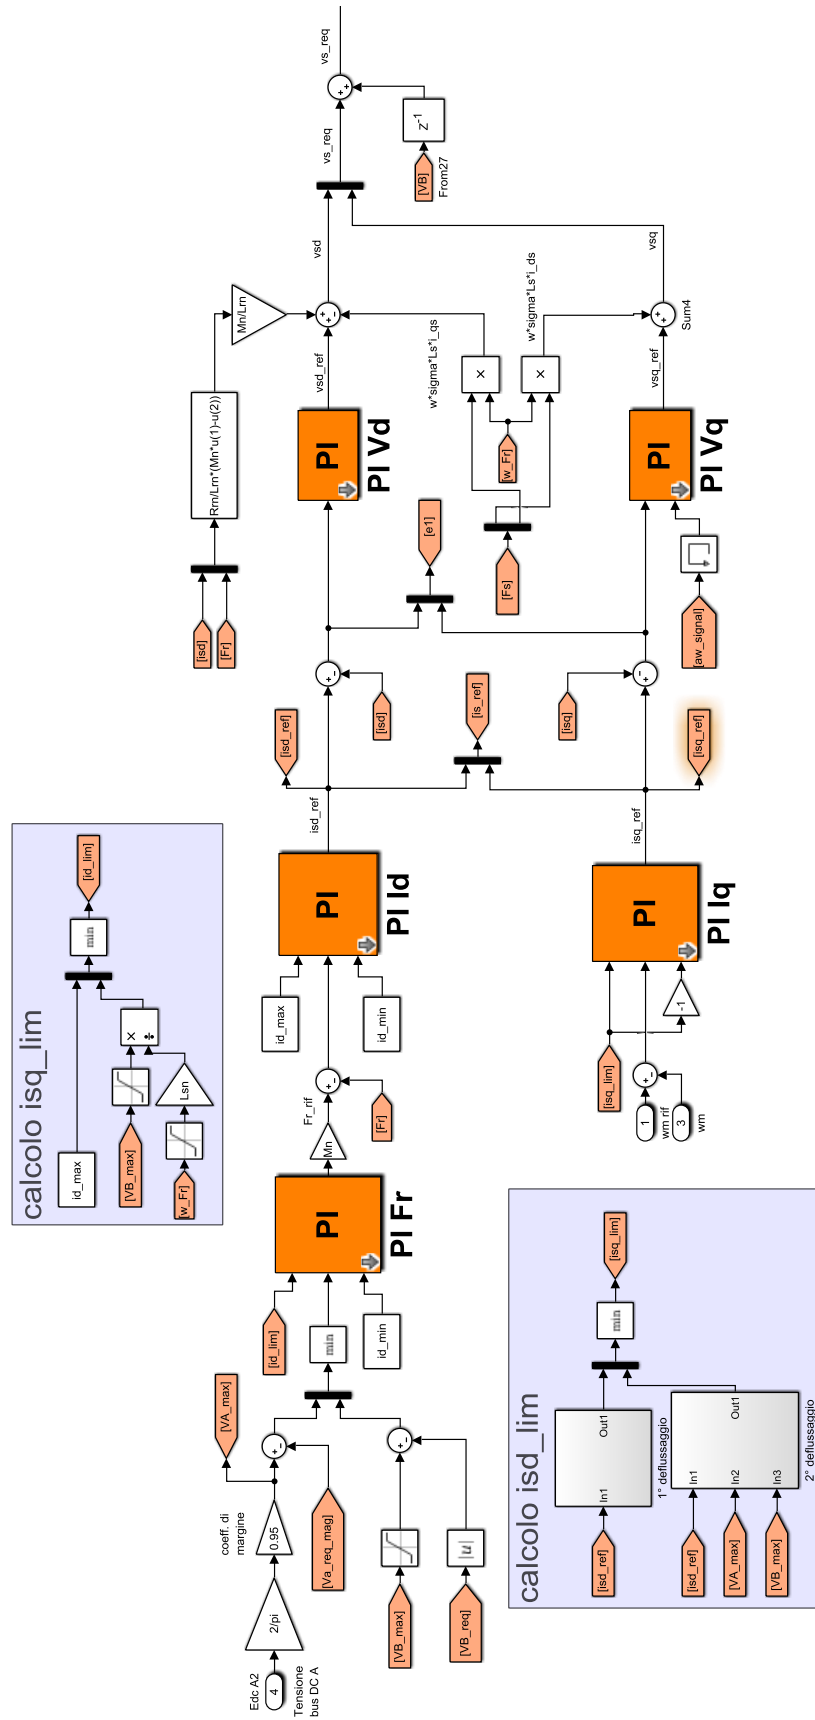 calcolo isq_lim
id_max
[VB_max]
[w_Fr]
Lsn
×
÷
min
[id_lim]
Edc A2
4
Tensione
bus DC A
2/pi
coeff. di
margine
0.95
[VA_max]
[Va_req_mag]
+
-
[VB_max]
[VB_req]
|u|
+
-
min
[id_lim]
id_min
PI
PI Fr
Mn
Fr_rif
+
-
[Fr]
id_max
id_min
PI
PI Id
isd_ref
[isd_ref]
+
-
[isd]
[is_ref]
[e1]
[isd]
[Fr]
Rrn/Lrn*(Mn*u(1)-u(2))
Mn/Lrn
PI
PI Vd
vsd_ref
+
+
-
vsd
[Fs]
[w_Fr]
×
w*sigma*Ls*i_qs
×
w*sigma*Ls*i_ds
vs_req
[VB]
From27
Z-1
+
+
vs_req
calcolo isd_lim
[isd_ref]
In1
Out1
1° deflussaggio
[isd_ref]
[VA_max]
[VB_max]
In1
In2
In3
Out1
2° deflussaggio
min
[isq_lim]
1
wm rif
3
wm
+
-
[isq_lim]
-1
PI
PI Iq
isq_ref
[isq_ref]
[isq]
+
-
[aw_signal]
PI
PI Vq
vsq_ref
+
+
Sum4
vsq